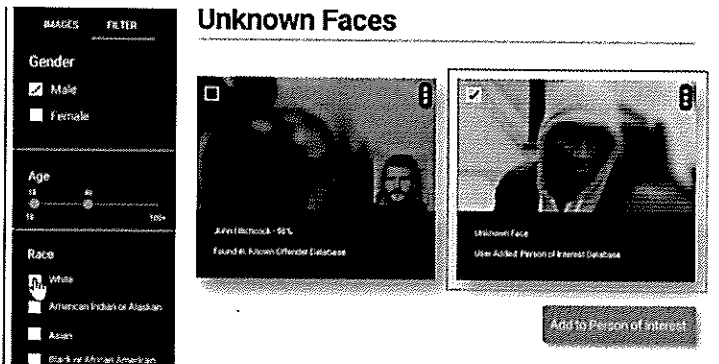 Unknown Faces
IMAGES FILTER
Gender
Male
Female
Age
18
100+
Race
White
American Indian or Alaskan
Asian
Black or African American
John Hitchcock - 98%
Found in Known Offender Database
Unknown Face
User Added Person of Interest Database
Add to Person of Interest